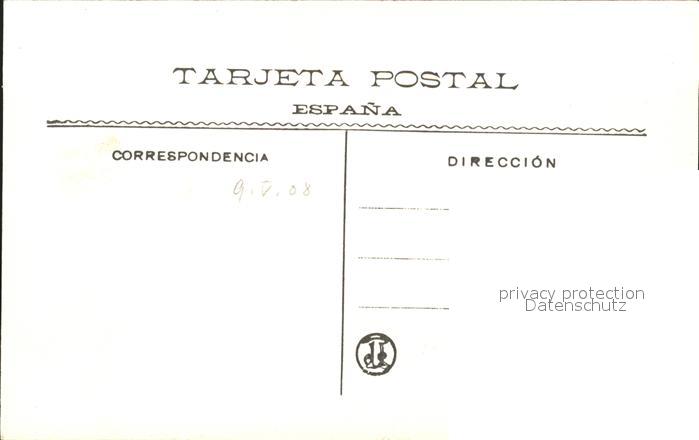 TARJETA POSTAL
ESPAÑA
CORRESPONDENCIA
9.V.08
DIRECCIÓN
privacy protection
Datenschutz